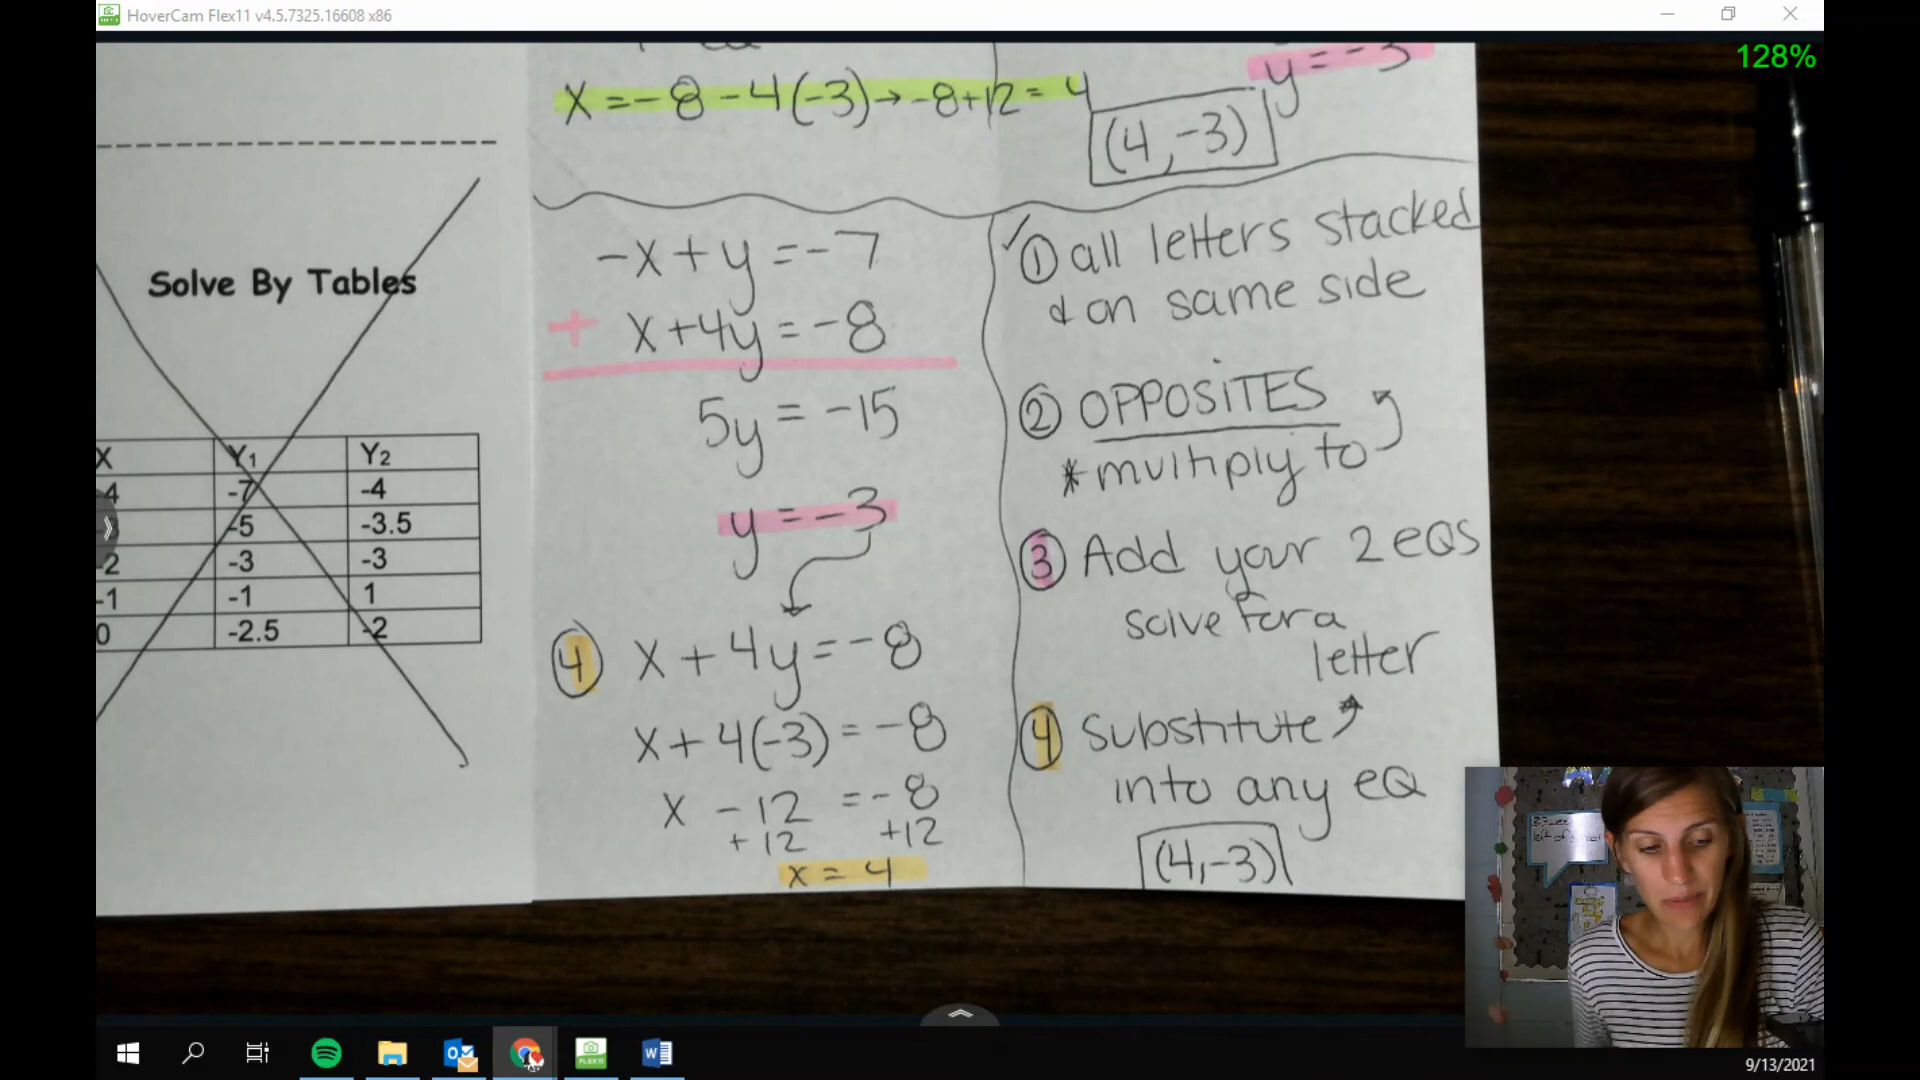 HoverCam Flex11 v4.5.7325.16608 x86
128%
y = -3
x = -8 - 4(-3) → -8 + 12 = 4
(4, -3)
Solve By Tables
X Y1 Y2
-4 -7 -4
-5 -3.5
-2 -3 -3
-1 -1 1
0 -2.5 -2
-x + y = -7
+ x + 4y = -8
5y = -15
y = -3
④ x + 4y = -8
x + 4(-3) = -8
x - 12 = -8
+12 +12
x = 4
✓① all letters stacked
& on same side
② OPPOSITES
* multiply to
③ Add your 2 eqs
solve for a
letter
④ Substitute
into any eq
(4, -3)
FLEX11
9/13/2021